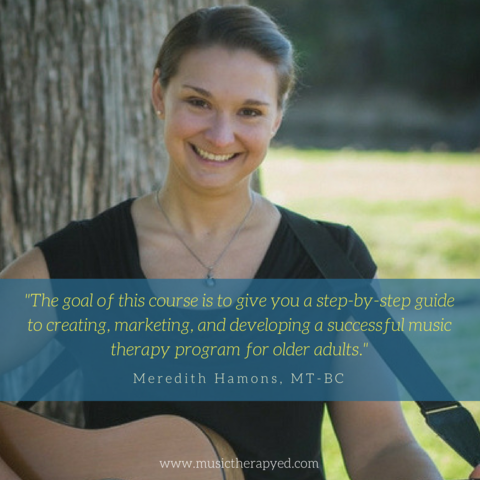 "The goal of this course is to give you a step-by-step guide
to creating, marketing, and developing a successful music
therapy program for older adults."
Meredith Hamons, MT-BC
www.musictherapyed.com